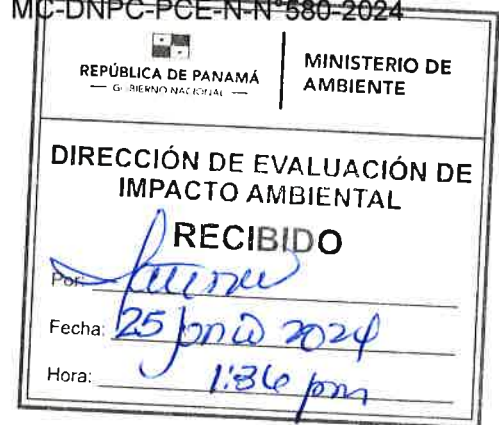 MC-DNPC-PCE-N-N°580-2024
REPÚBLICA DE PANAMÁ
— GOBIERNO NACIONAL —
MINISTERIO DE
AMBIENTE
DIRECCIÓN DE EVALUACIÓN DE
IMPACTO AMBIENTAL
RECIBIDO
Por:
Fecha: 25 junio 2024
Hora: 1:36 pm